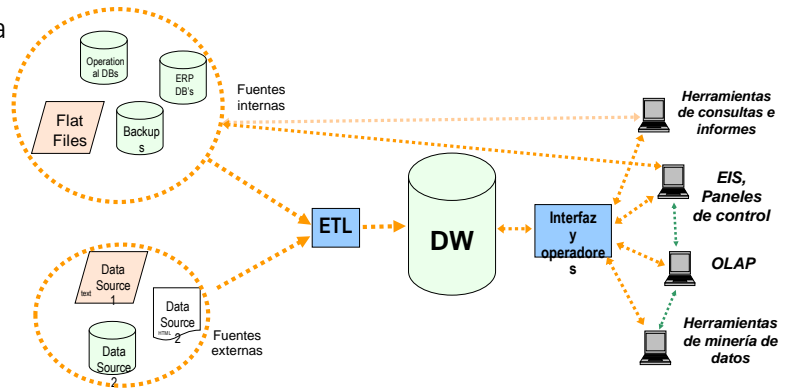 a
Operation
al DBs
ERP
DB's
Flat
Files
Backup
s
Fuentes
internas
Data
Source
1
text
Data
Source
HTML 2
Data
Source
2
Fuentes
externas
ETL
DW
Interfaz
y
operadore
s
Herramientas
de consultas e
informes
EIS,
Paneles
de control
OLAP
Herramientas
de minería de
datos